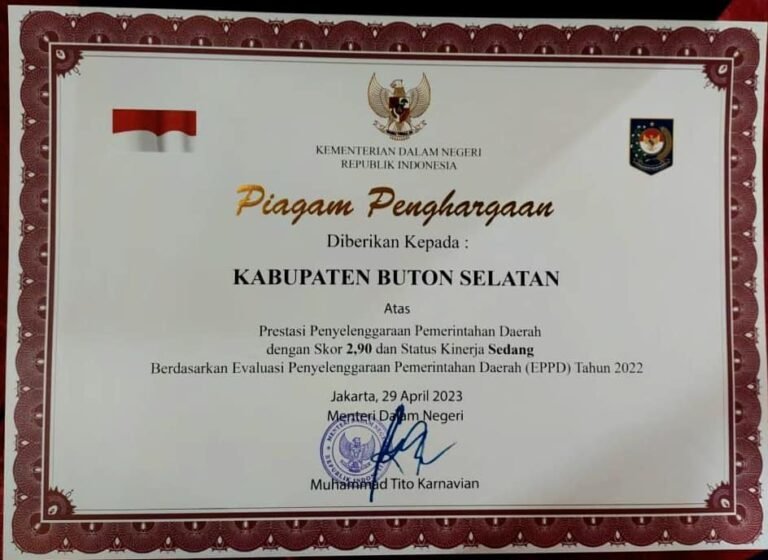 KEMENTERIAN DALAM NEGERI
REPUBLIK INDONESIA
Piagam Penghargaan
Diberikan Kepada :
KABUPATEN BUTON SELATAN
Atas
Prestasi Penyelenggaraan Pemerintahan Daerah
dengan Skor 2,90 dan Status Kinerja Sedang
Berdasarkan Evaluasi Penyelenggaraan Pemerintahan Daerah (EPPD) Tahun 2022
Jakarta, 29 April 2023
Menteri Dalam Negeri
Muhammad Tito Karnavian